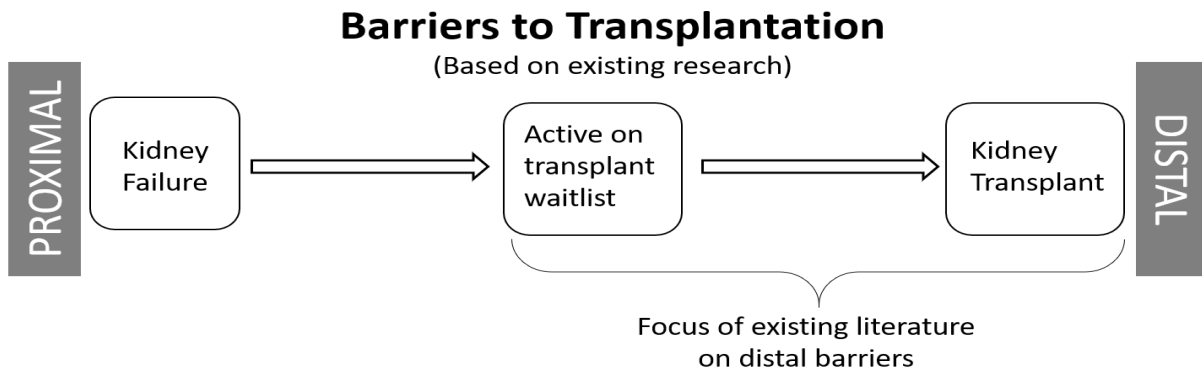 Barriers to Transplantation
(Based on existing research)
PROXIMAL
Kidney
Failure
Active on
transplant
waitlist
Kidney
Transplant
DISTAL
Focus of existing literature
on distal barriers